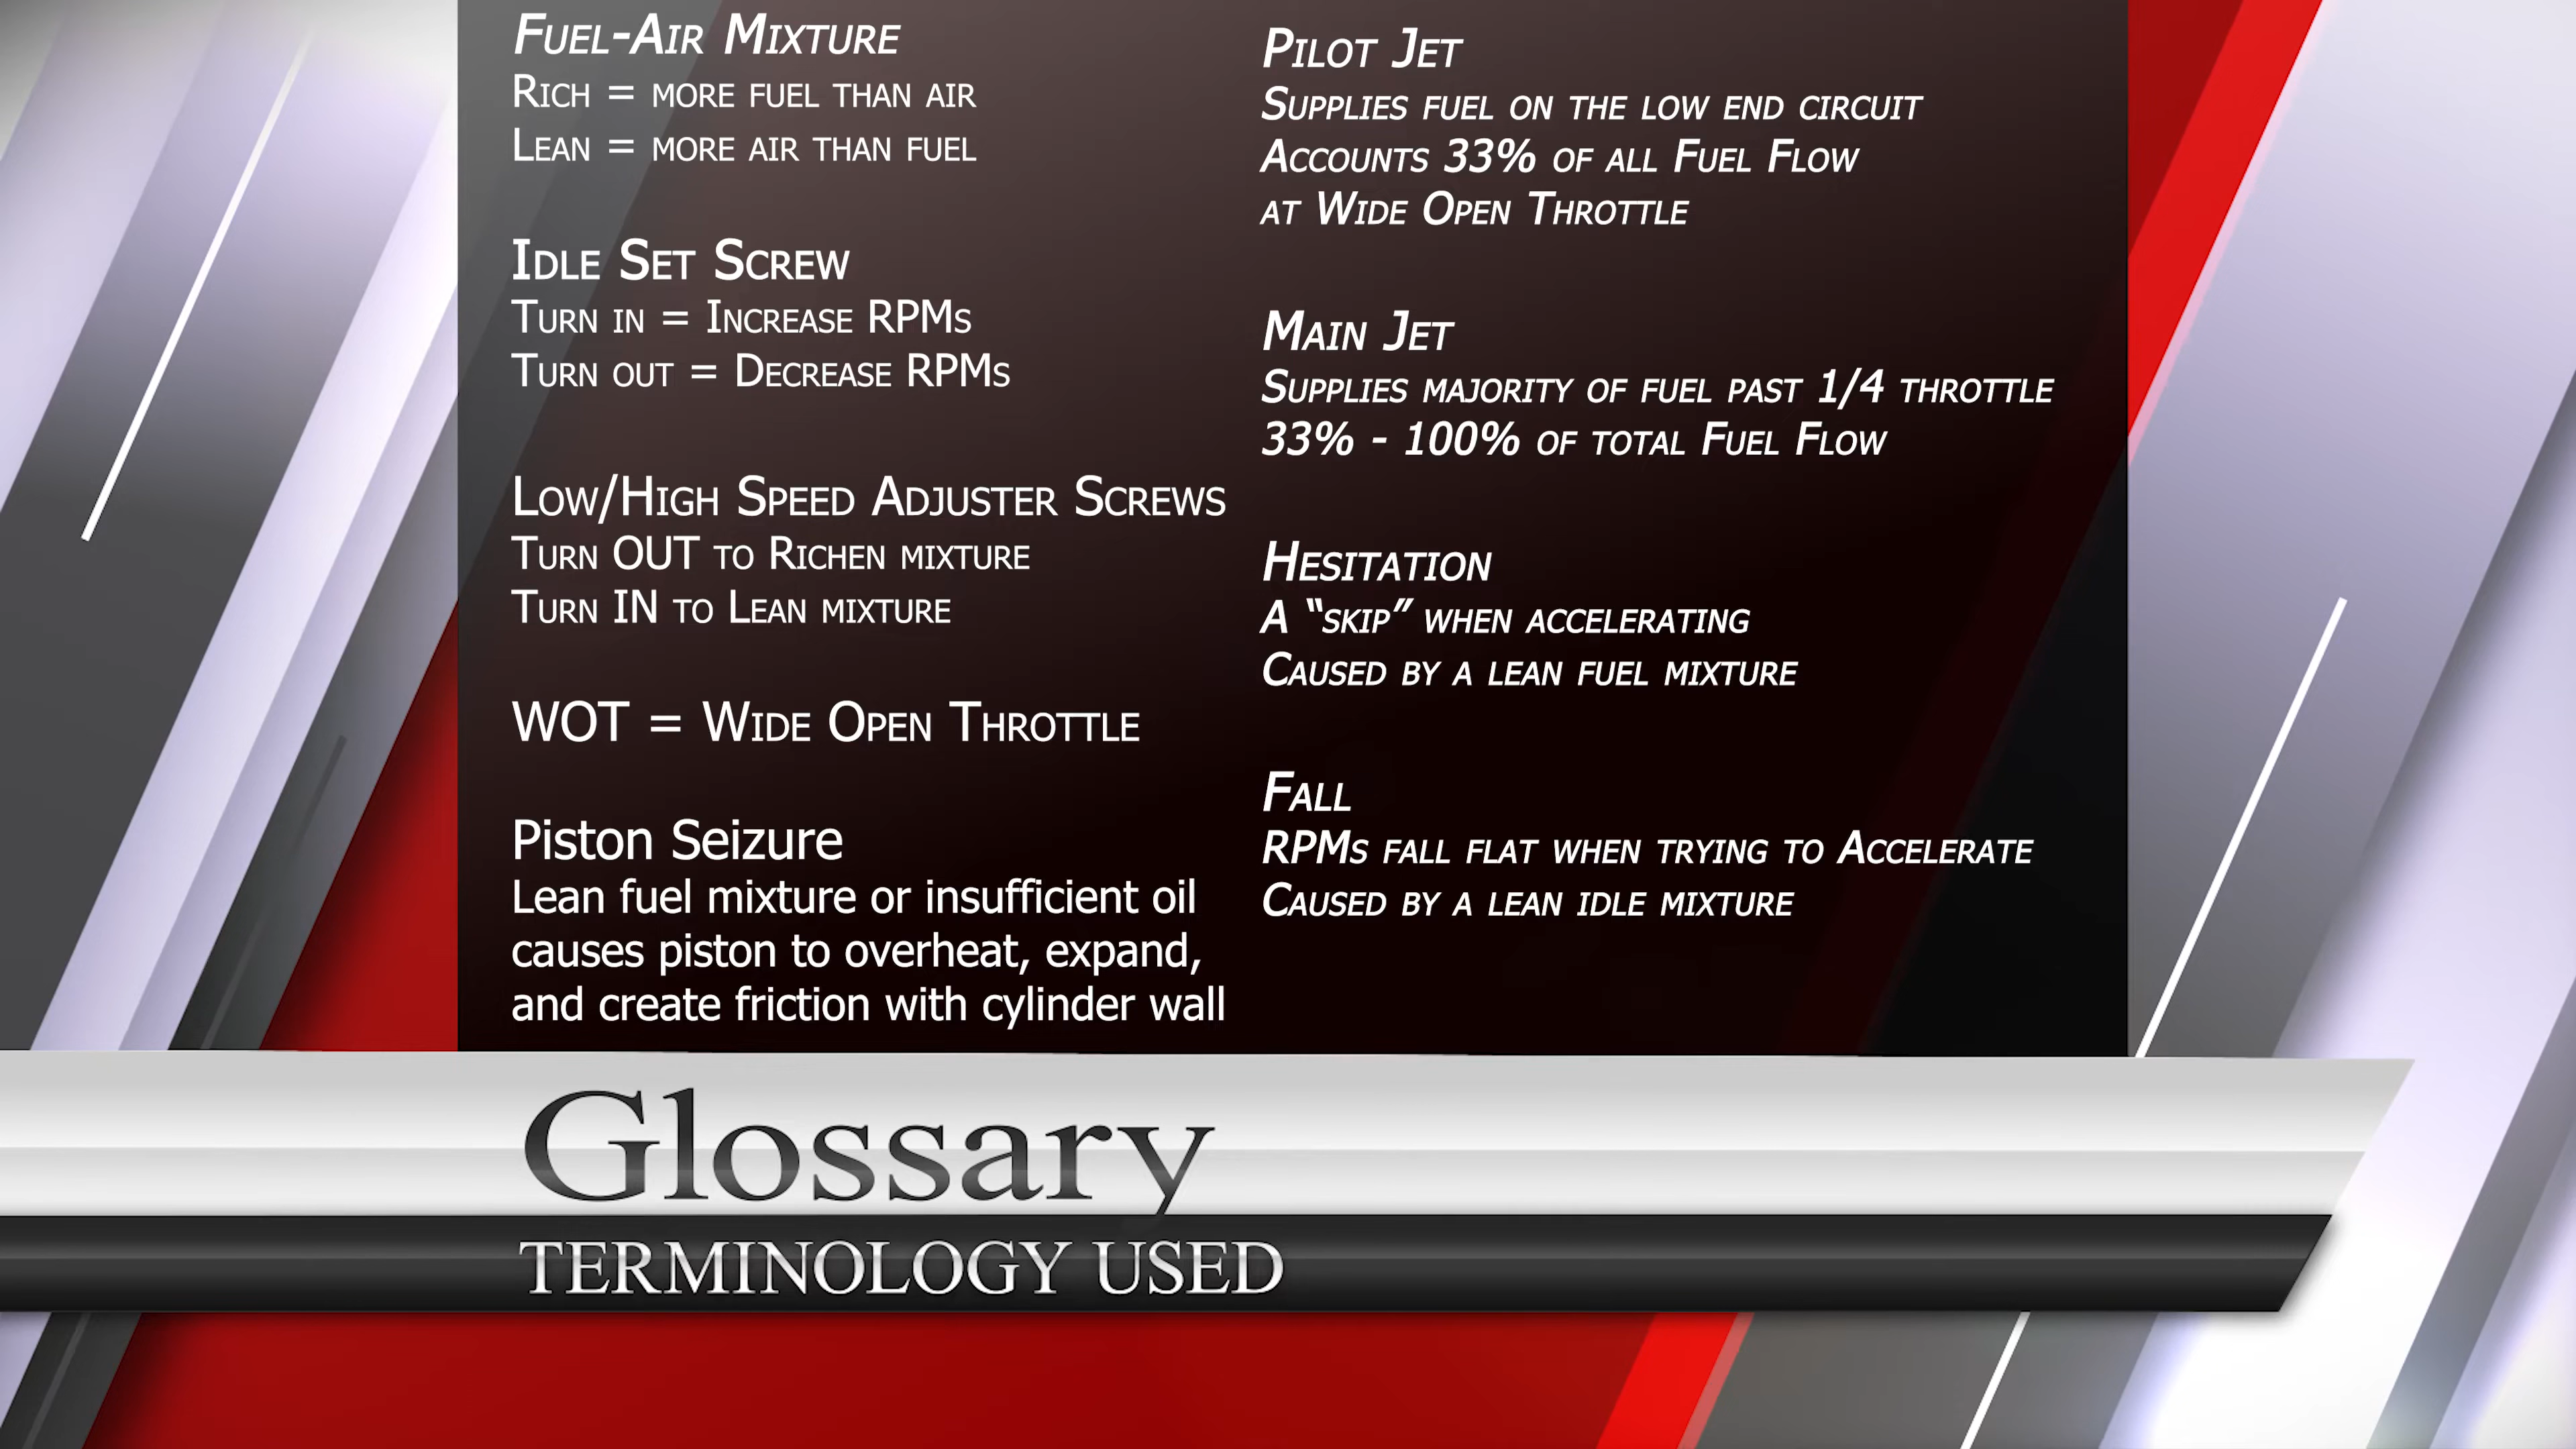 Fuel-Air Mixture
Rich = more fuel than air
Lean = more air than fuel
Idle Set Screw
Turn in = Increase RPMs
Turn out = Decrease RPMs
Low/High Speed Adjuster Screws
Turn OUT to Richen mixture
Turn IN to Lean mixture
WOT = Wide Open Throttle
Piston Seizure
Lean fuel mixture or insufficient oil
causes piston to overheat, expand,
and create friction with cylinder wall
Pilot Jet
Supplies fuel on the low end circuit
Accounts 33% of all Fuel Flow
at Wide Open Throttle
Main Jet
Supplies majority of fuel past 1/4 throttle
33% - 100% of total Fuel Flow
Hesitation
A “skip” when accelerating
Caused by a lean fuel mixture
Fall
RPMs fall flat when trying to Accelerate
Caused by a lean idle mixture
Glossary
TERMINOLOGY USED